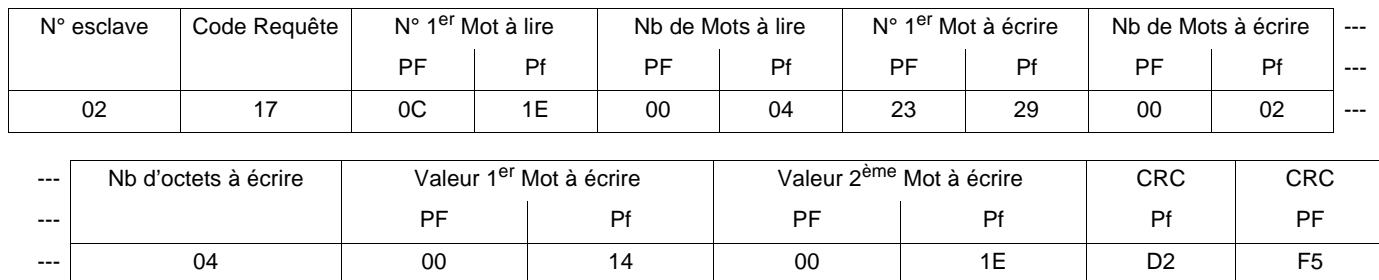 N° esclave Code Requête N° 1er Mot à lire Nb de Mots à lire N° 1er Mot à écrire Nb de Mots à écrire ---
PF Pf PF Pf PF Pf PF Pf ---
02 17 0C 1E 00 04 23 29 00 02 ---
--- Nb d'octets à écrire Valeur 1er Mot à écrire Valeur 2ème Mot à écrire CRC CRC
--- PF Pf PF Pf Pf PF
--- 04 00 14 00 1E D2 F5